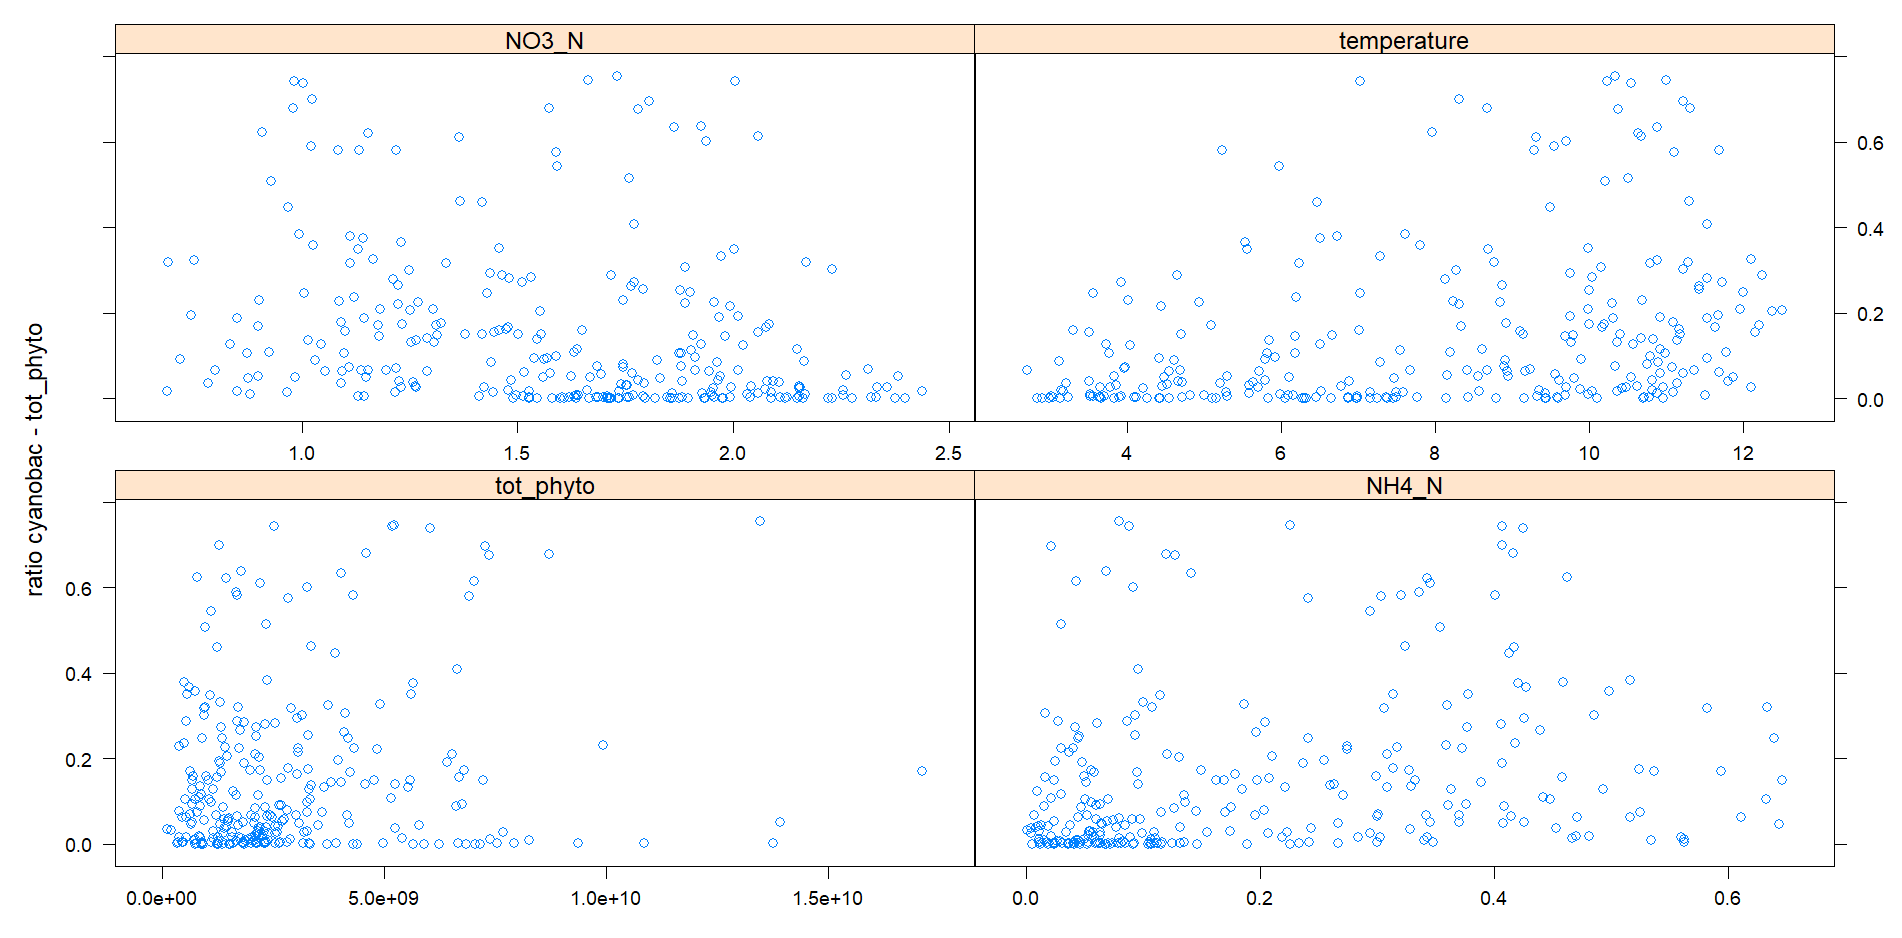 NO3_N
temperature
0.6
0.4
0.2
0.0
1.0 1.5 2.0 2.5
4 6 8 10 12
ratio cyanobac - tot_phyto
tot_phyto
NH4_N
0.6
0.4
0.2
0.0
0.0e+00 5.0e+09 1.0e+10 1.5e+10
0.0 0.2 0.4 0.6